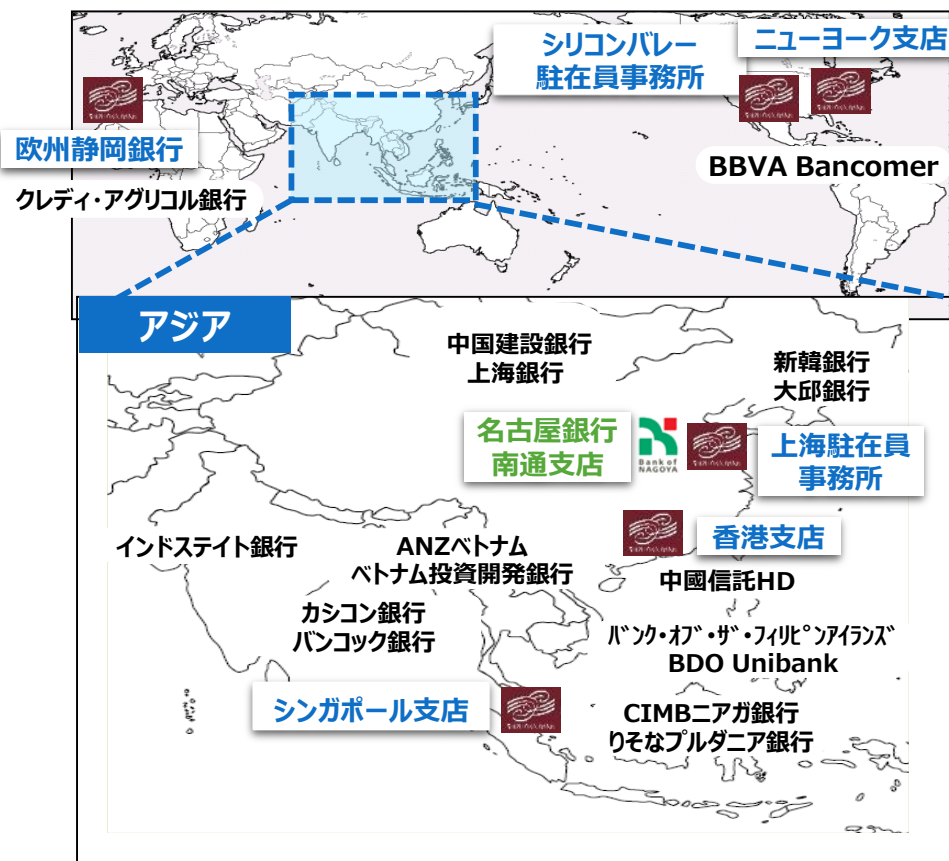 シリコンバレー
駐在員事務所
ニューヨーク支店
欧州静岡銀行
クレディ・アグリコル銀行
BBVA Bancomer
アジア
中国建設銀行
上海銀行
新韓銀行
大邱銀行
名古屋銀行
南通支店
Bank of
NAGOYA
上海駐在員
事務所
香港支店
インドステイト銀行
ANZベトナム
ベトナム投資開発銀行
中國信託HD
カシコン銀行
バンコック銀行
ﾊﾞﾝｸ・ｵﾌﾞ・ｻﾞ・ﾌｨﾘﾋﾟﾝｱｲﾗﾝｽﾞ
BDO Unibank
シンガポール支店
CIMBニアガ銀行
りそなプルダニア銀行